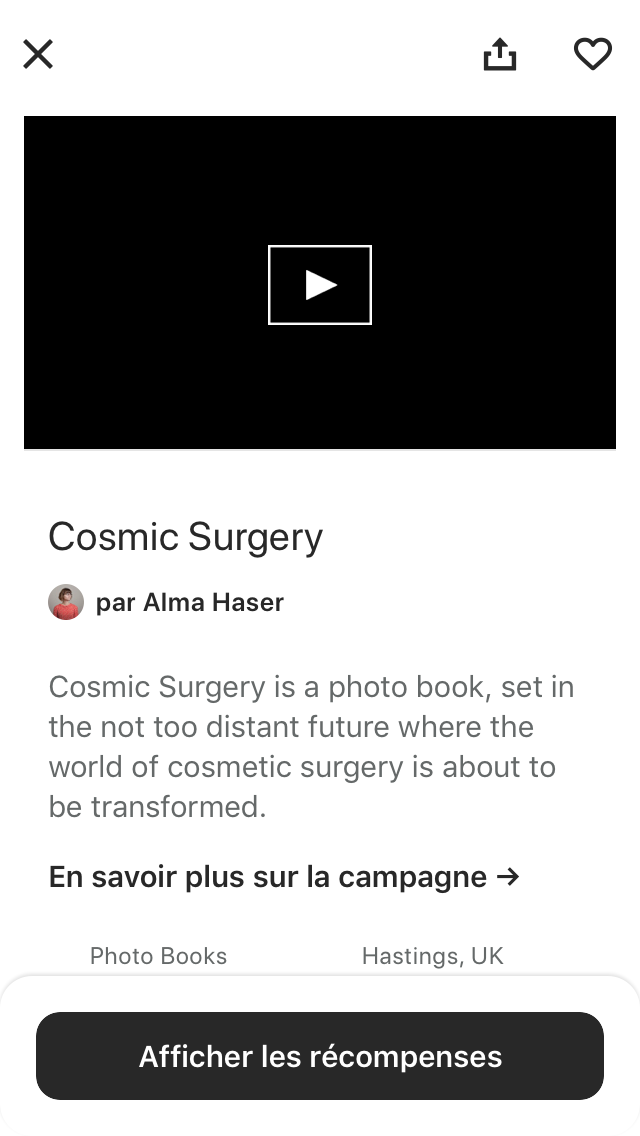 Cosmic Surgery
par Alma Haser
Cosmic Surgery is a photo book, set in
the not too distant future where the
world of cosmetic surgery is about to
be transformed.
En savoir plus sur la campagne →
Photo Books
Hastings, UK
Afficher les récompenses